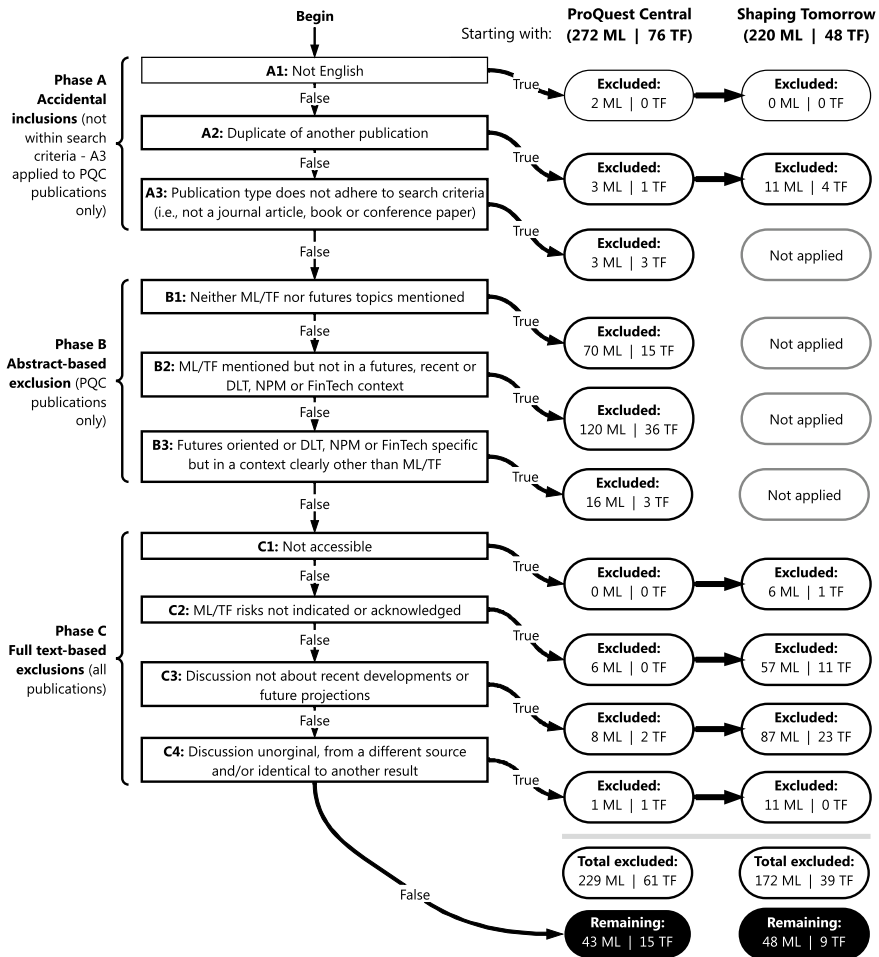 Begin
Starting with:
ProQuest Central
(272 ML | 76 TF)
Shaping Tomorrow
(220 ML | 48 TF)
Phase A
Accidental
inclusions (not
within search
criteria - A3
applied to PQC
publications
only)
A1: Not English
True
Excluded:
2 ML | 0 TF
Excluded:
0 ML | 0 TF
False
A2: Duplicate of another publication
True
Excluded:
3 ML | 1 TF
Excluded:
11 ML | 4 TF
False
A3: Publication type does not adhere to search criteria
(i.e., not a journal article, book or conference paper)
True
Excluded:
3 ML | 3 TF
Not applied
False
Phase B
Abstract-based
exclusion (PQC
publications
only)
B1: Neither ML/TF nor futures topics mentioned
True
Excluded:
70 ML | 15 TF
Not applied
False
B2: ML/TF mentioned but not in a futures, recent or
DLT, NPM or FinTech context
True
Excluded:
120 ML | 36 TF
Not applied
False
B3: Futures oriented or DLT, NPM or FinTech specific
but in a context clearly other than ML/TF
True
Excluded:
16 ML | 3 TF
Not applied
False
Phase C
Full text-based
exclusions (all
publications)
C1: Not accessible
True
Excluded:
0 ML | 0 TF
Excluded:
6 ML | 1 TF
False
C2: ML/TF risks not indicated or acknowledged
True
Excluded:
6 ML | 0 TF
Excluded:
57 ML | 11 TF
False
C3: Discussion not about recent developments or
future projections
True
Excluded:
8 ML | 2 TF
Excluded:
87 ML | 23 TF
False
C4: Discussion unorginal, from a different source
and/or identical to another result
True
Excluded:
1 ML | 1 TF
Excluded:
11 ML | 0 TF
False
Total excluded:
229 ML | 61 TF
Total excluded:
172 ML | 39 TF
Remaining:
43 ML | 15 TF
Remaining:
48 ML | 9 TF